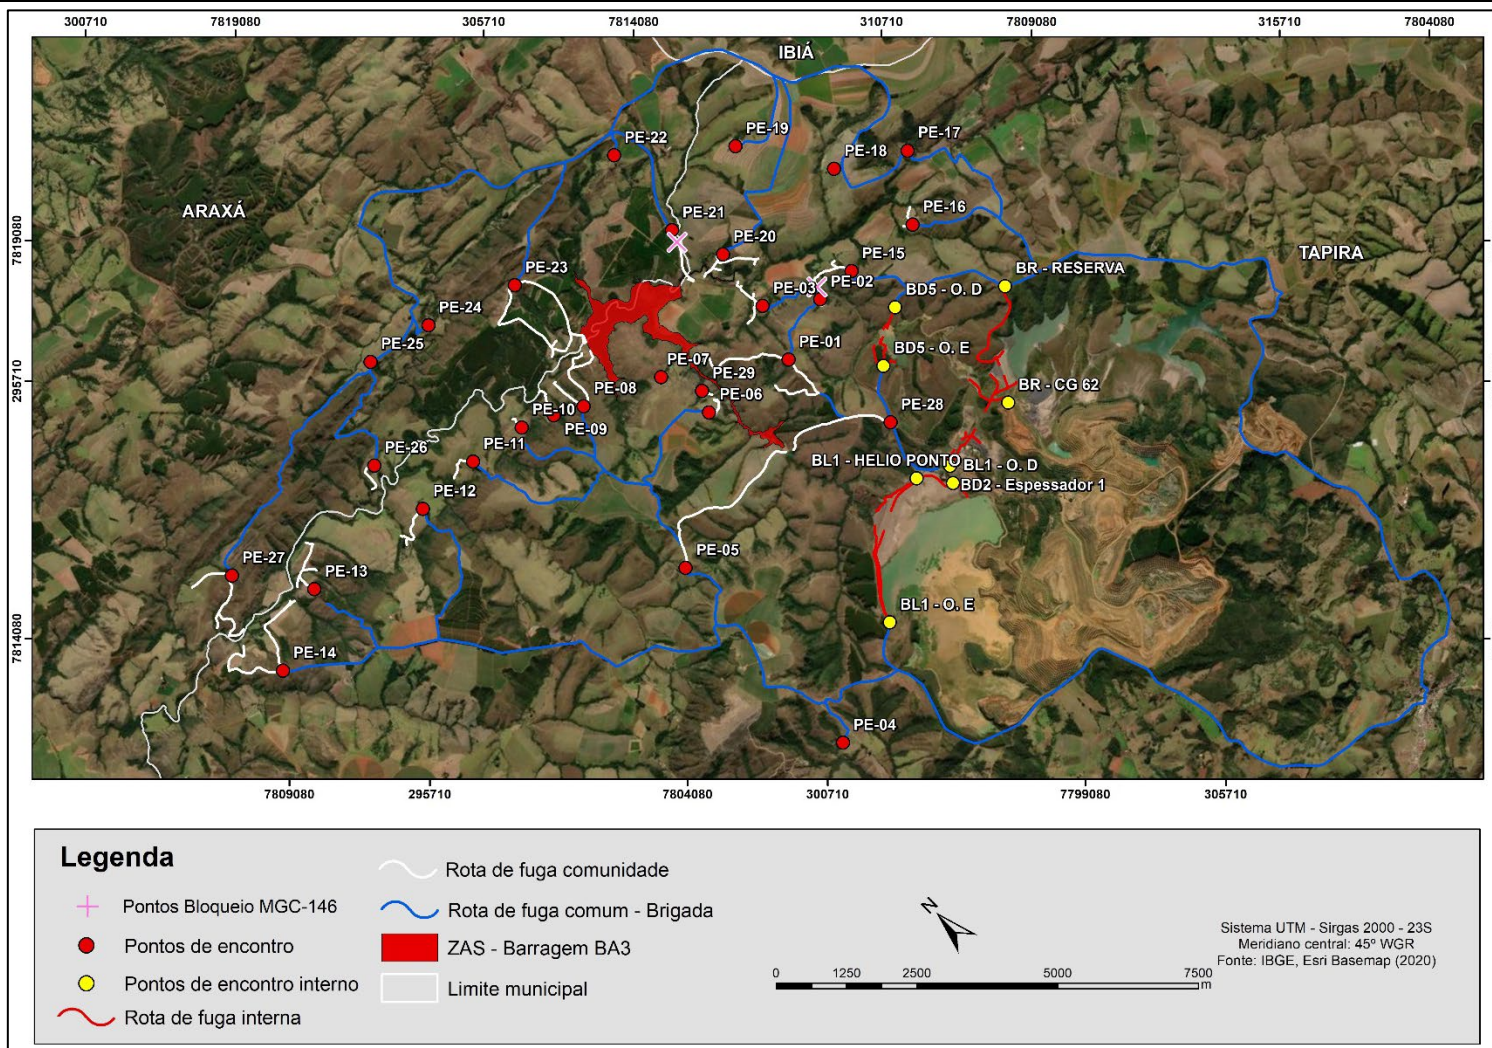 300710
7819080
305710
7814080
310710
7809080
315710
7804080
IBIÁ
PE-19
PE-17
PE-22
PE-18
ARAXÁ
PE-16
PE-21
7819080
PE-20
TAPIRA
PE-15
PE-23
BR - RESERVA
PE-02
PE-03
BD5 - O. D
PE-24
PE-25
BD5 - O. E
PE-01
PE-07
295710
PE-29
BR - CG 62
PE-08
PE-06
PE-10
PE-28
PE-09
PE-11
PE-26
BL1 - HELIO PONTO
BL1 - O. D
BD2 - Espessador 1
PE-12
PE-05
PE-27
PE-13
BL1 - O. E
7814080
PE-14
PE-04
7809080
295710
7804080
300710
7799080
305710
Legenda
Pontos Bloqueio MGC-146
Pontos de encontro
Pontos de encontro interno
Rota de fuga interna
Rota de fuga comunidade
Rota de fuga comum - Brigada
ZAS - Barragem BA3
Limite municipal
N
0
1250
2500
5000
7500
m
Sistema UTM - Sirgas 2000 - 23S
Meridiano central: 45º WGR
Fonte: IBGE, Esri Basemap (2020)